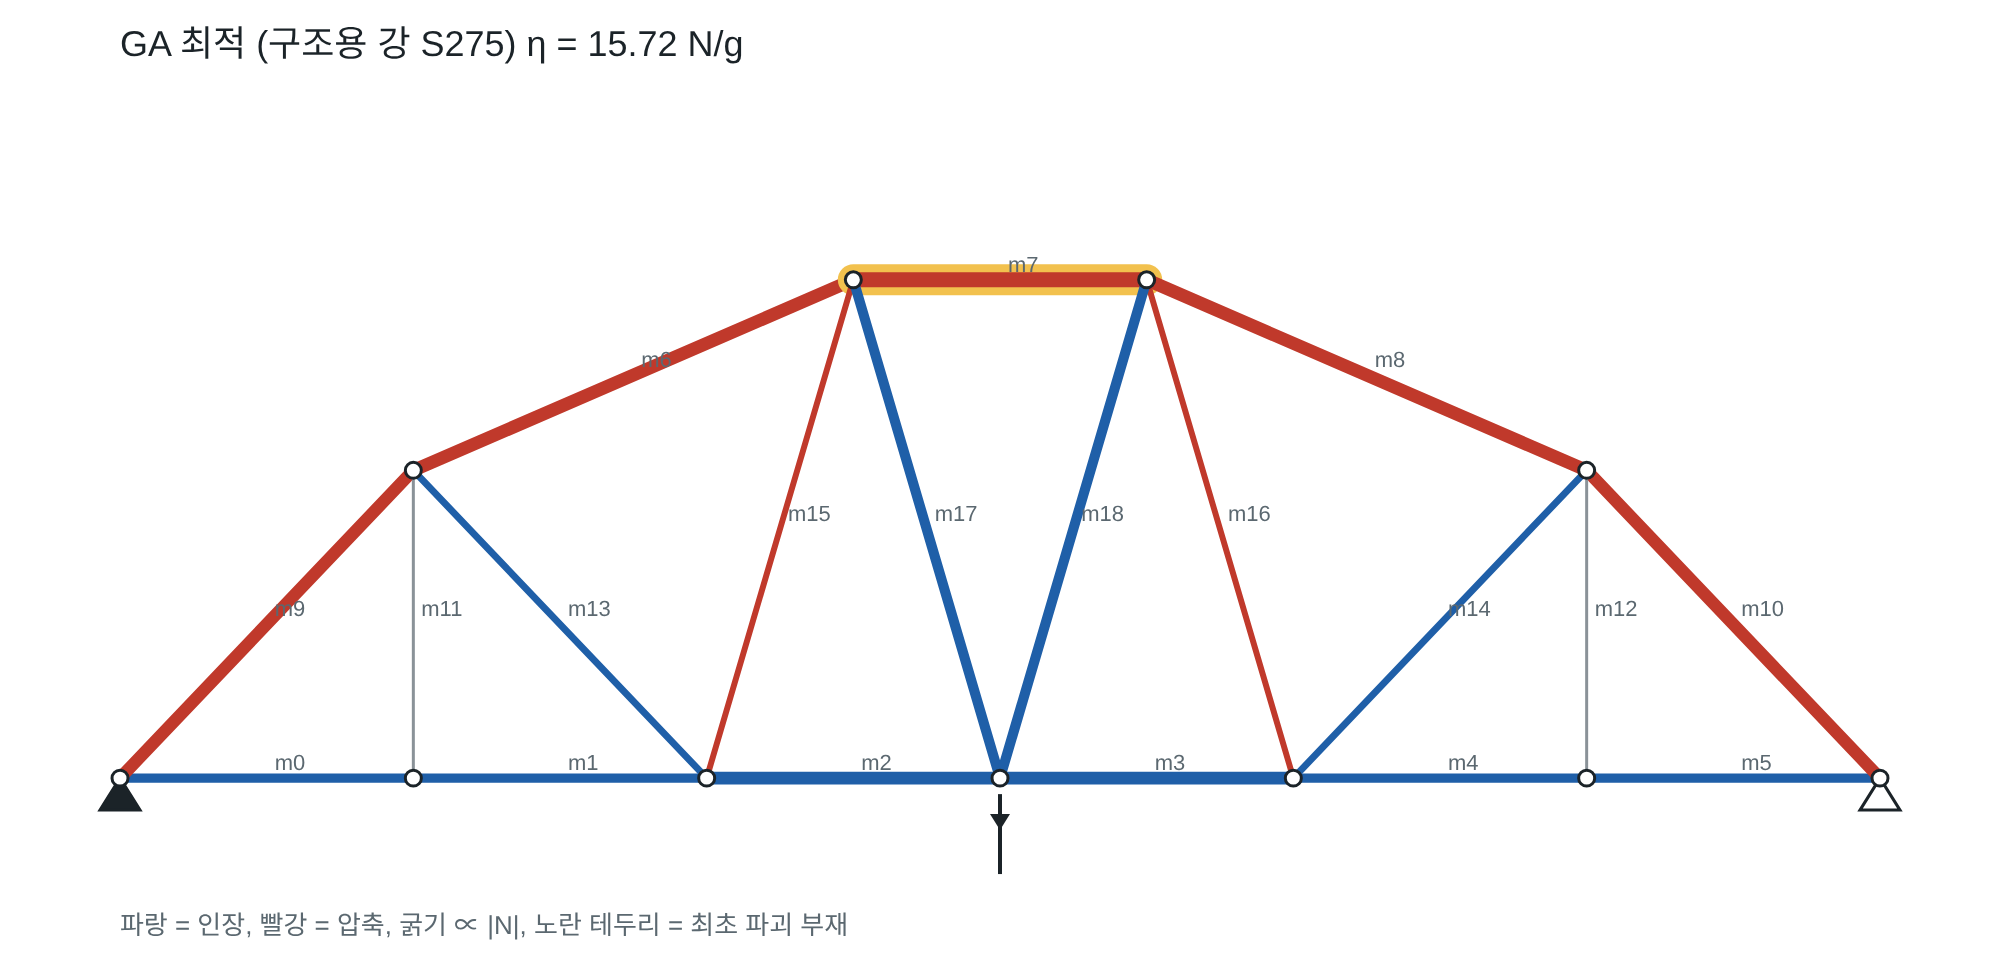 GA 최적 (구조용 강 S275) η = 15.72 N/g
m7
m6
m8
m15
m17
m18
m16
m9
m11
m13
m14
m12
m10
m0
m1
m2
m3
m4
m5
파랑 = 인장, 빨강 = 압축, 굵기 ∝ |N|, 노란 테두리 = 최초 파괴 부재